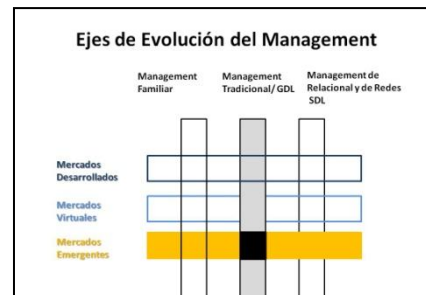 Ejes de Evolución del Management
Management
Familiar
Management
Tradicional/ GDL
Management de
Relacional y de Redes
SDL
Mercados
Desarrollados
Mercados
Virtuales
Mercados
Emergentes